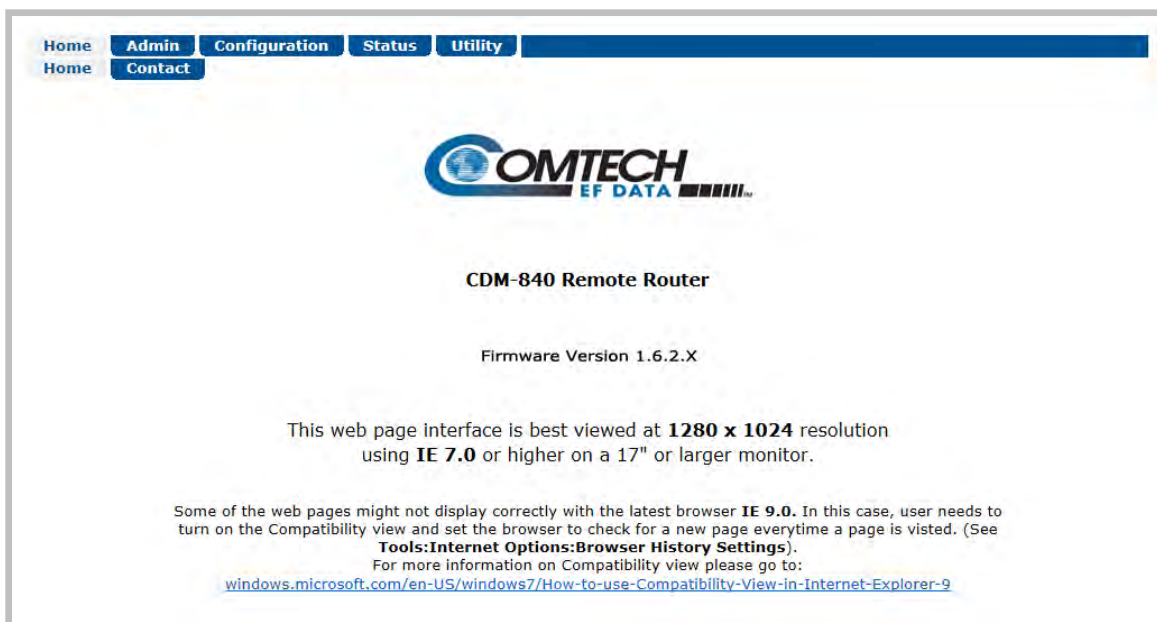 Home Admin Configuration Status Utility
Home Contact
COMTECH
EF DATA
CDM-840 Remote Router
Firmware Version 1.6.2.X
This web page interface is best viewed at 1280 x 1024 resolution
using IE 7.0 or higher on a 17" or larger monitor.
Some of the web pages might not display correctly with the latest browser IE 9.0. In this case, user needs to
turn on the Compatibility view and set the browser to check for a new page everytime a page is visted. (See
Tools:Internet Options:Browser History Settings).
For more information on Compatibility view please go to:
windows.microsoft.com/en-US/windows7/How-to-use-Compatibility-View-in-Internet-Explorer-9